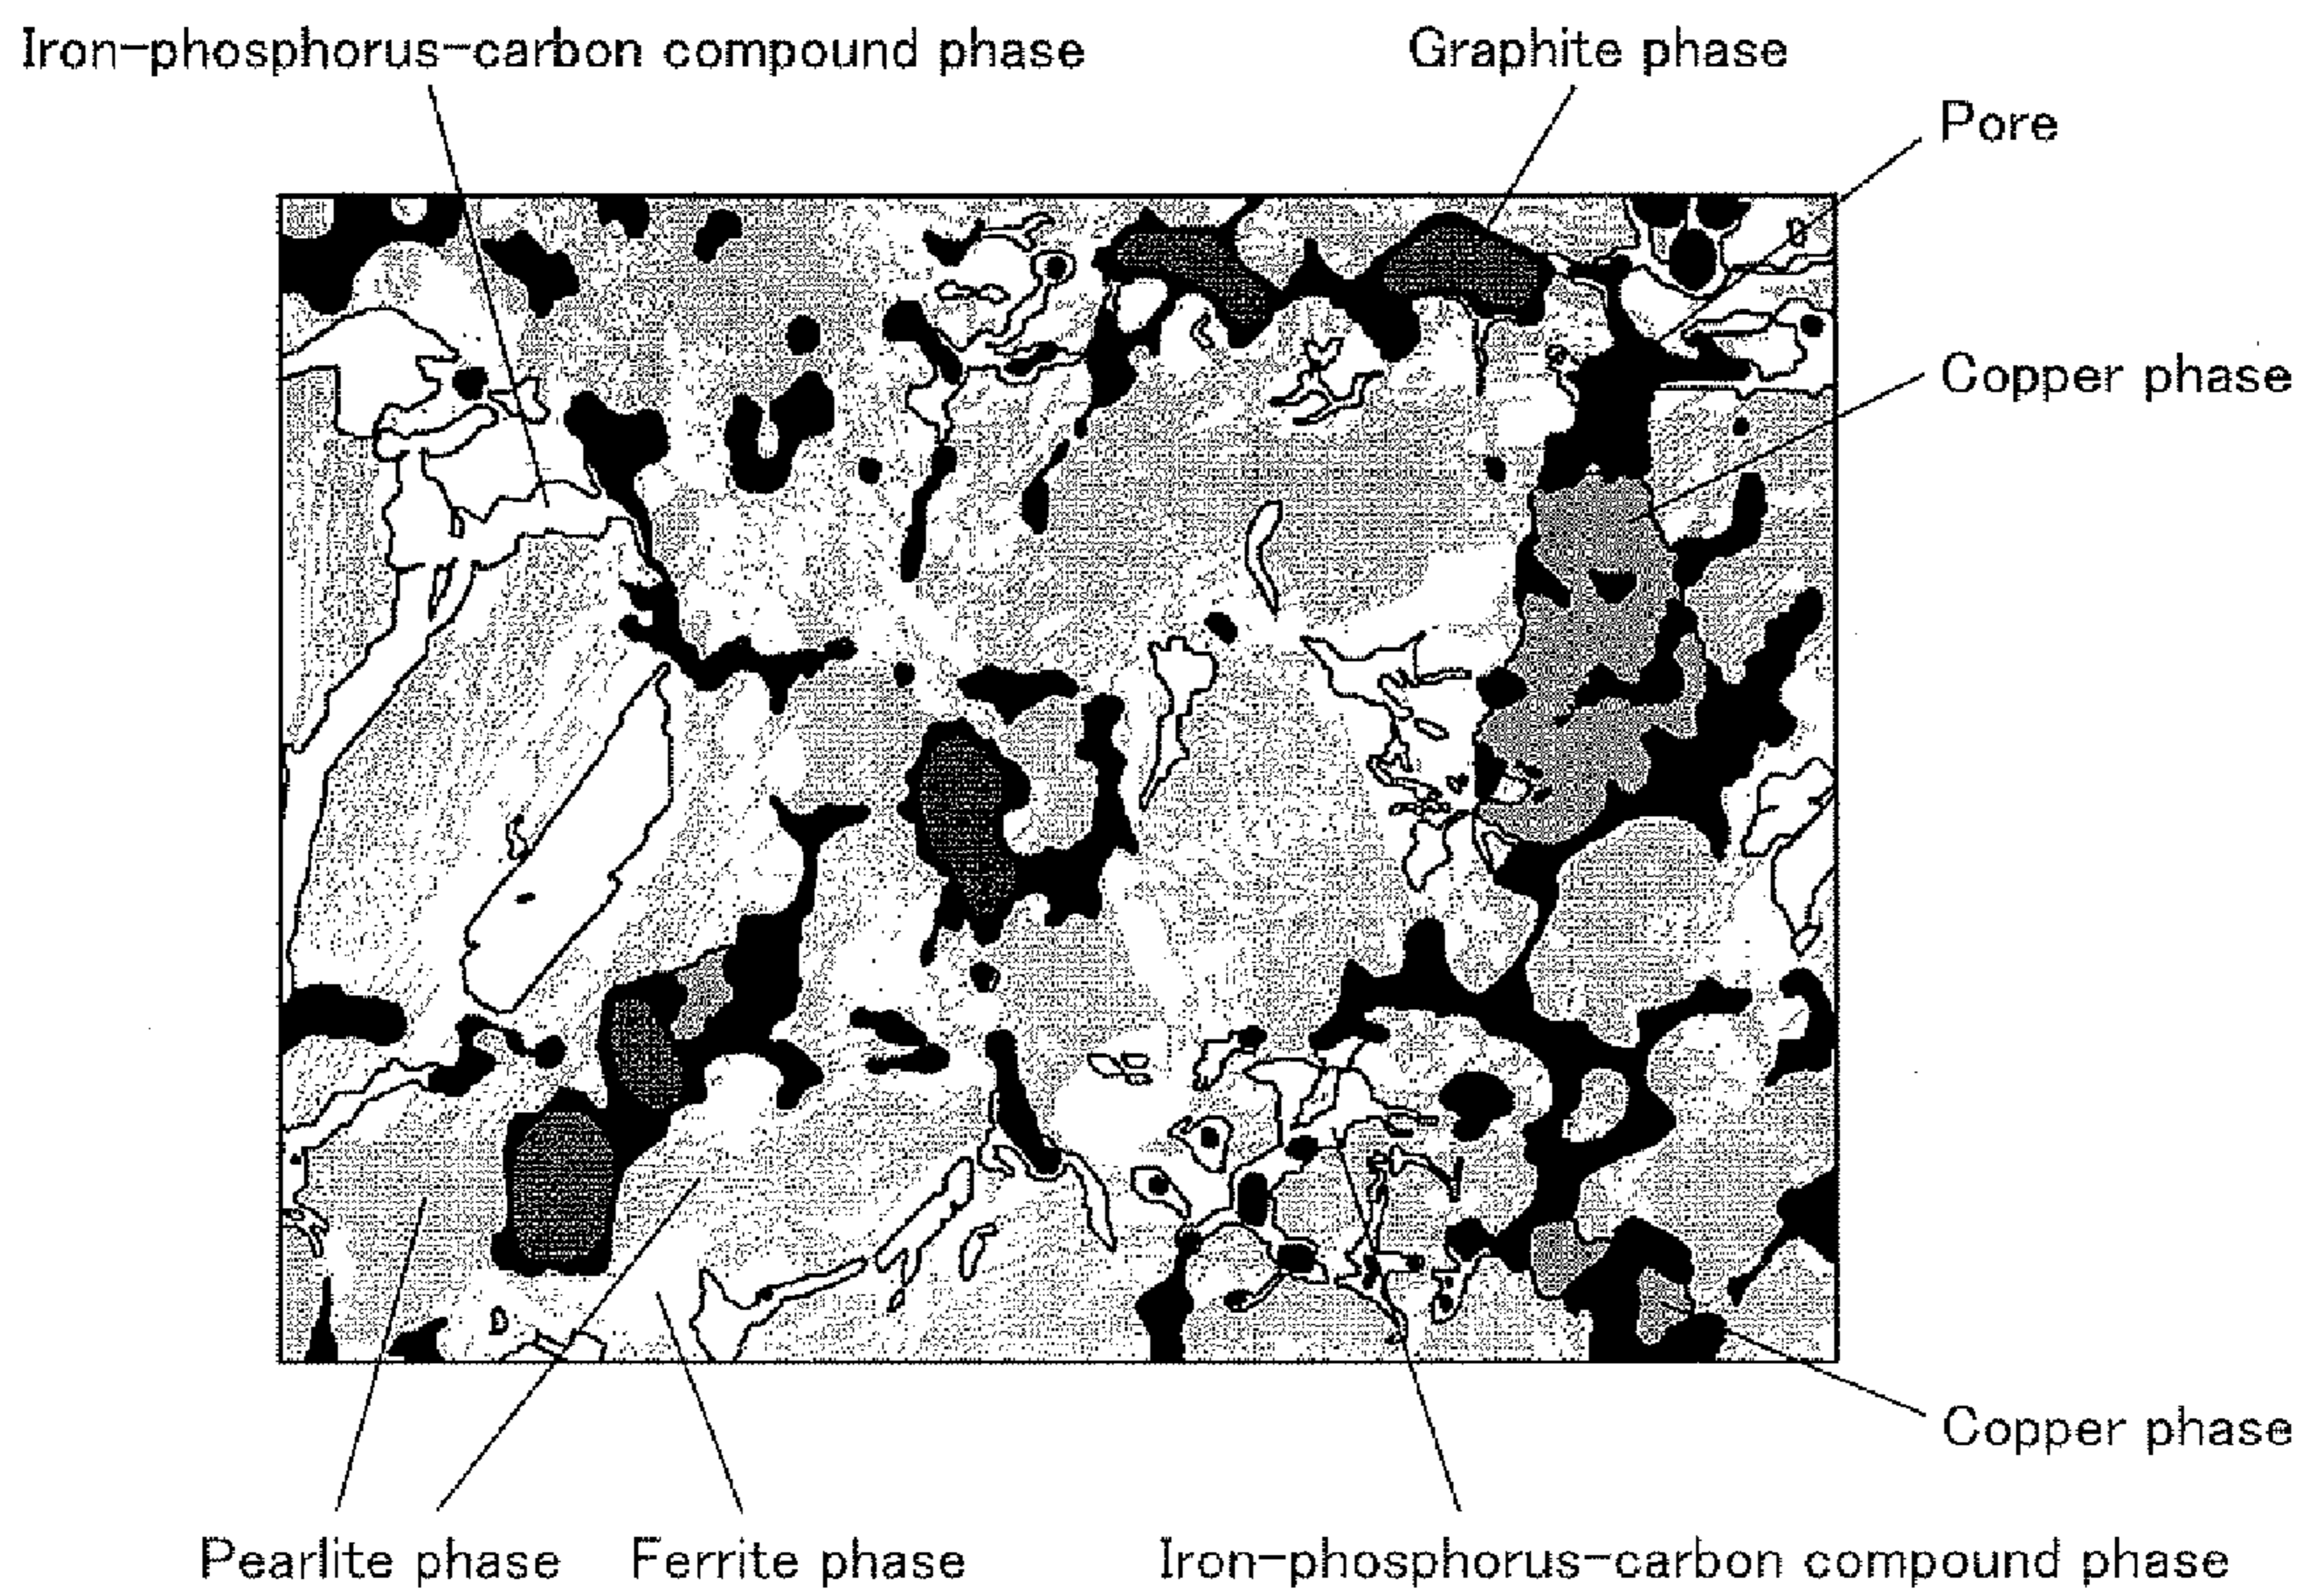 Iron-phosphorus-carbon compound phase
Graphite phase
Pore
Copper phase
Copper phase
Pearlite phase
Ferrite phase
Iron-phosphorus-carbon compound phase